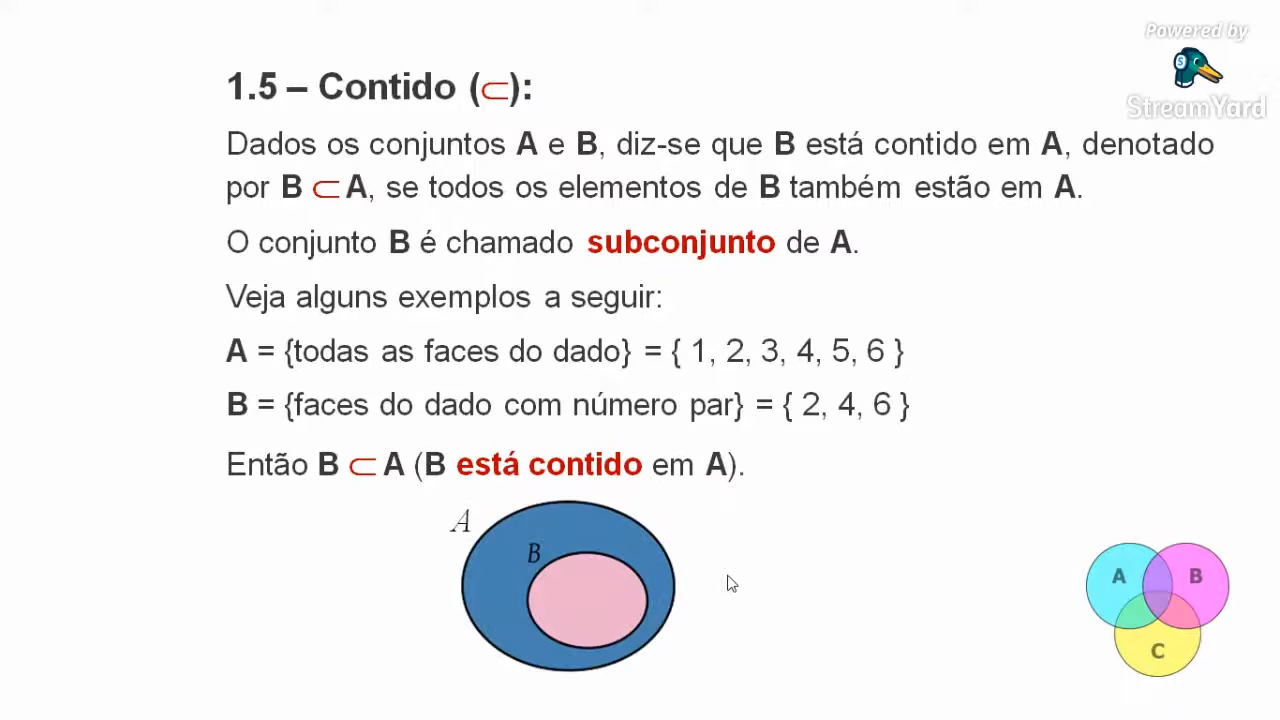 Powered by
StreamYard
1.5 – Contido (⊂):
Dados os conjuntos A e B, diz-se que B está contido em A, denotado
por B ⊂ A, se todos os elementos de B também estão em A.
O conjunto B é chamado subconjunto de A.
Veja alguns exemplos a seguir:
A = {todas as faces do dado} = { 1, 2, 3, 4, 5, 6 }
B = {faces do dado com número par} = { 2, 4, 6 }
Então B ⊂ A (B está contido em A).
A
B
A B
C